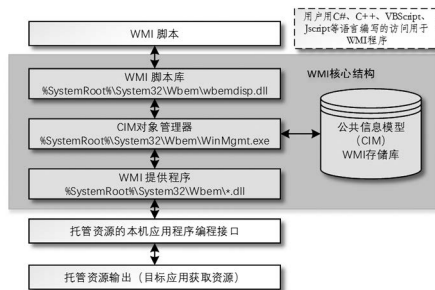 WMI 脚本
用户用C#、C++、VBScript、
Jscript等语言编写的访问用于
WMI程序
WMI核心结构
WMI 脚本库
%SystemRoot%\System32\Wbem\wbemdisp.dll
CIM对象管理器
%SystemRoot%\System32\Wbem\WinMgmt.exe
公共信息模型
（CIM）
WMI存储库
WMI 提供程序
%SystemRoot%\System32\Wbem\*.dll
托管资源的本机应用程序编程接口
托管资源输出（目标应用获取资源）